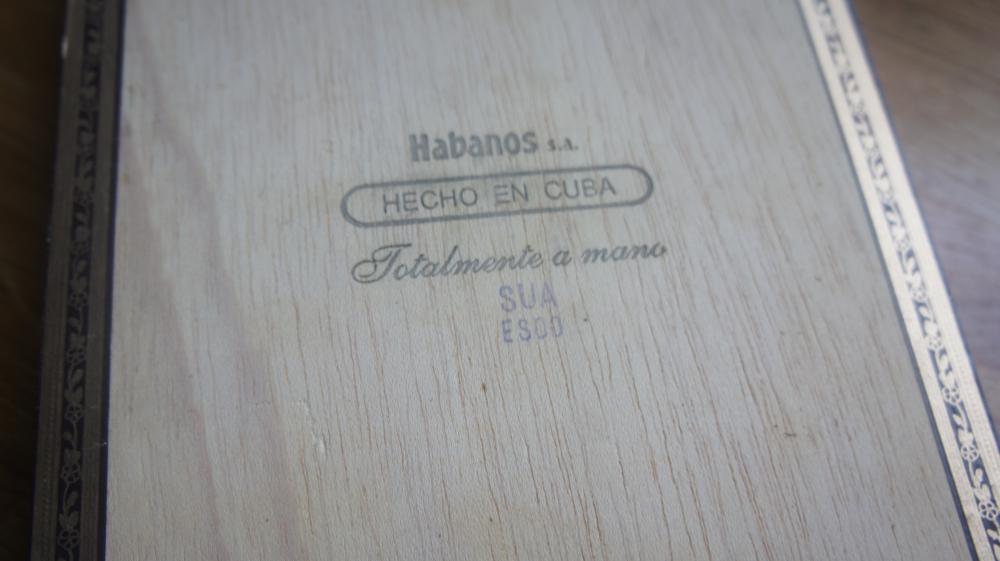 Habanos s.a.
HECHO EN CUBA
Totalmente a mano
SUA
ESOO